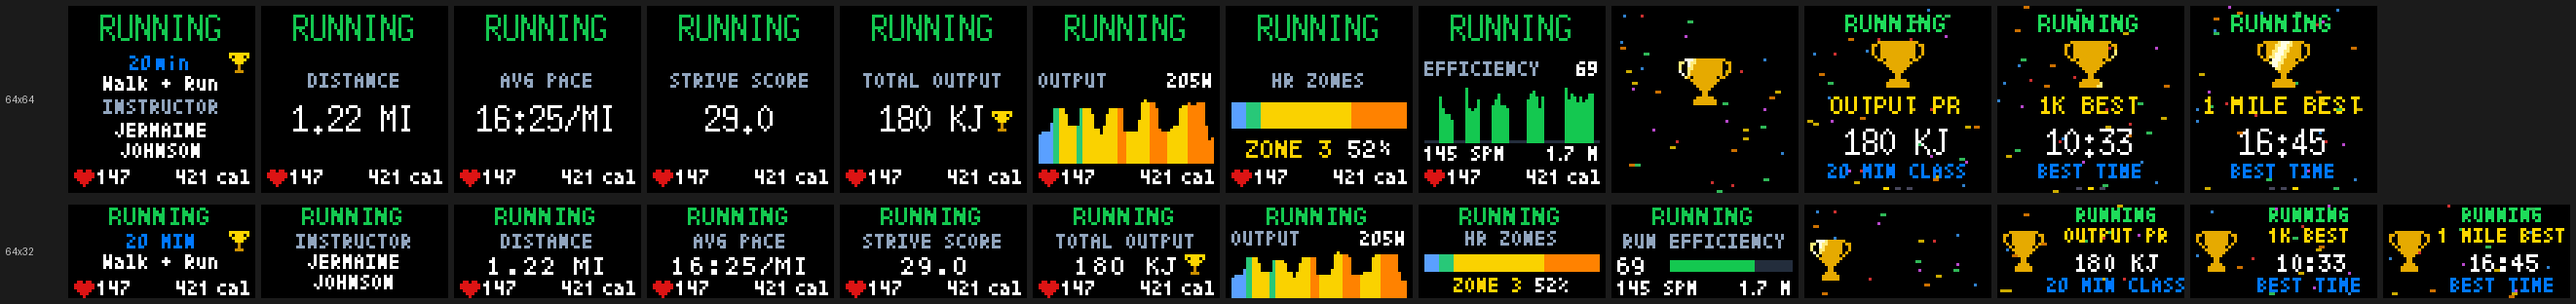 64x64
RUNNING
20min
Walk + Run
INSTRUCTOR
JERMAINE
JOHNSON
147 421 cal
RUNNING
DISTANCE
1.22 MI
147 421 cal
RUNNING
AVG PACE
16:25/MI
147 421 cal
RUNNING
STRIVE SCORE
29.0
147 421 cal
RUNNING
TOTAL OUTPUT
180 KJ
147 421 cal
RUNNING
OUTPUT 205W
147 421 cal
RUNNING
HR ZONES
ZONE 3 52%
147 421 cal
RUNNING
EFFICIENCY 69
145 SPM 1.7 M
147 421 cal
RUNNING
OUTPUT PR
180 KJ
20 MIN CLASS
RUNNING
1K BEST
10:33
BEST TIME
RUNNING
1 MILE BEST
16:45
BEST TIME
64x32
RUNNING
20 MIN
Walk + Run
147 421 cal
RUNNING
INSTRUCTOR
JERMAINE
JOHNSON
RUNNING
DISTANCE
1.22 MI
147 421 cal
RUNNING
AVG PACE
16:25/MI
147 421 cal
RUNNING
STRIVE SCORE
29.0
147 421 cal
RUNNING
TOTAL OUTPUT
180 KJ
147 421 cal
RUNNING
OUTPUT 205W
RUNNING
HR ZONES
ZONE 3 52%
RUNNING
RUN EFFICIENCY
69
145 SPM 1.7 M
RUNNING
OUTPUT PR
180 KJ
20 MIN CLASS
RUNNING
1K BEST
10:33
BEST TIME
RUNNING
1 MILE BEST
16:45
BEST TIME